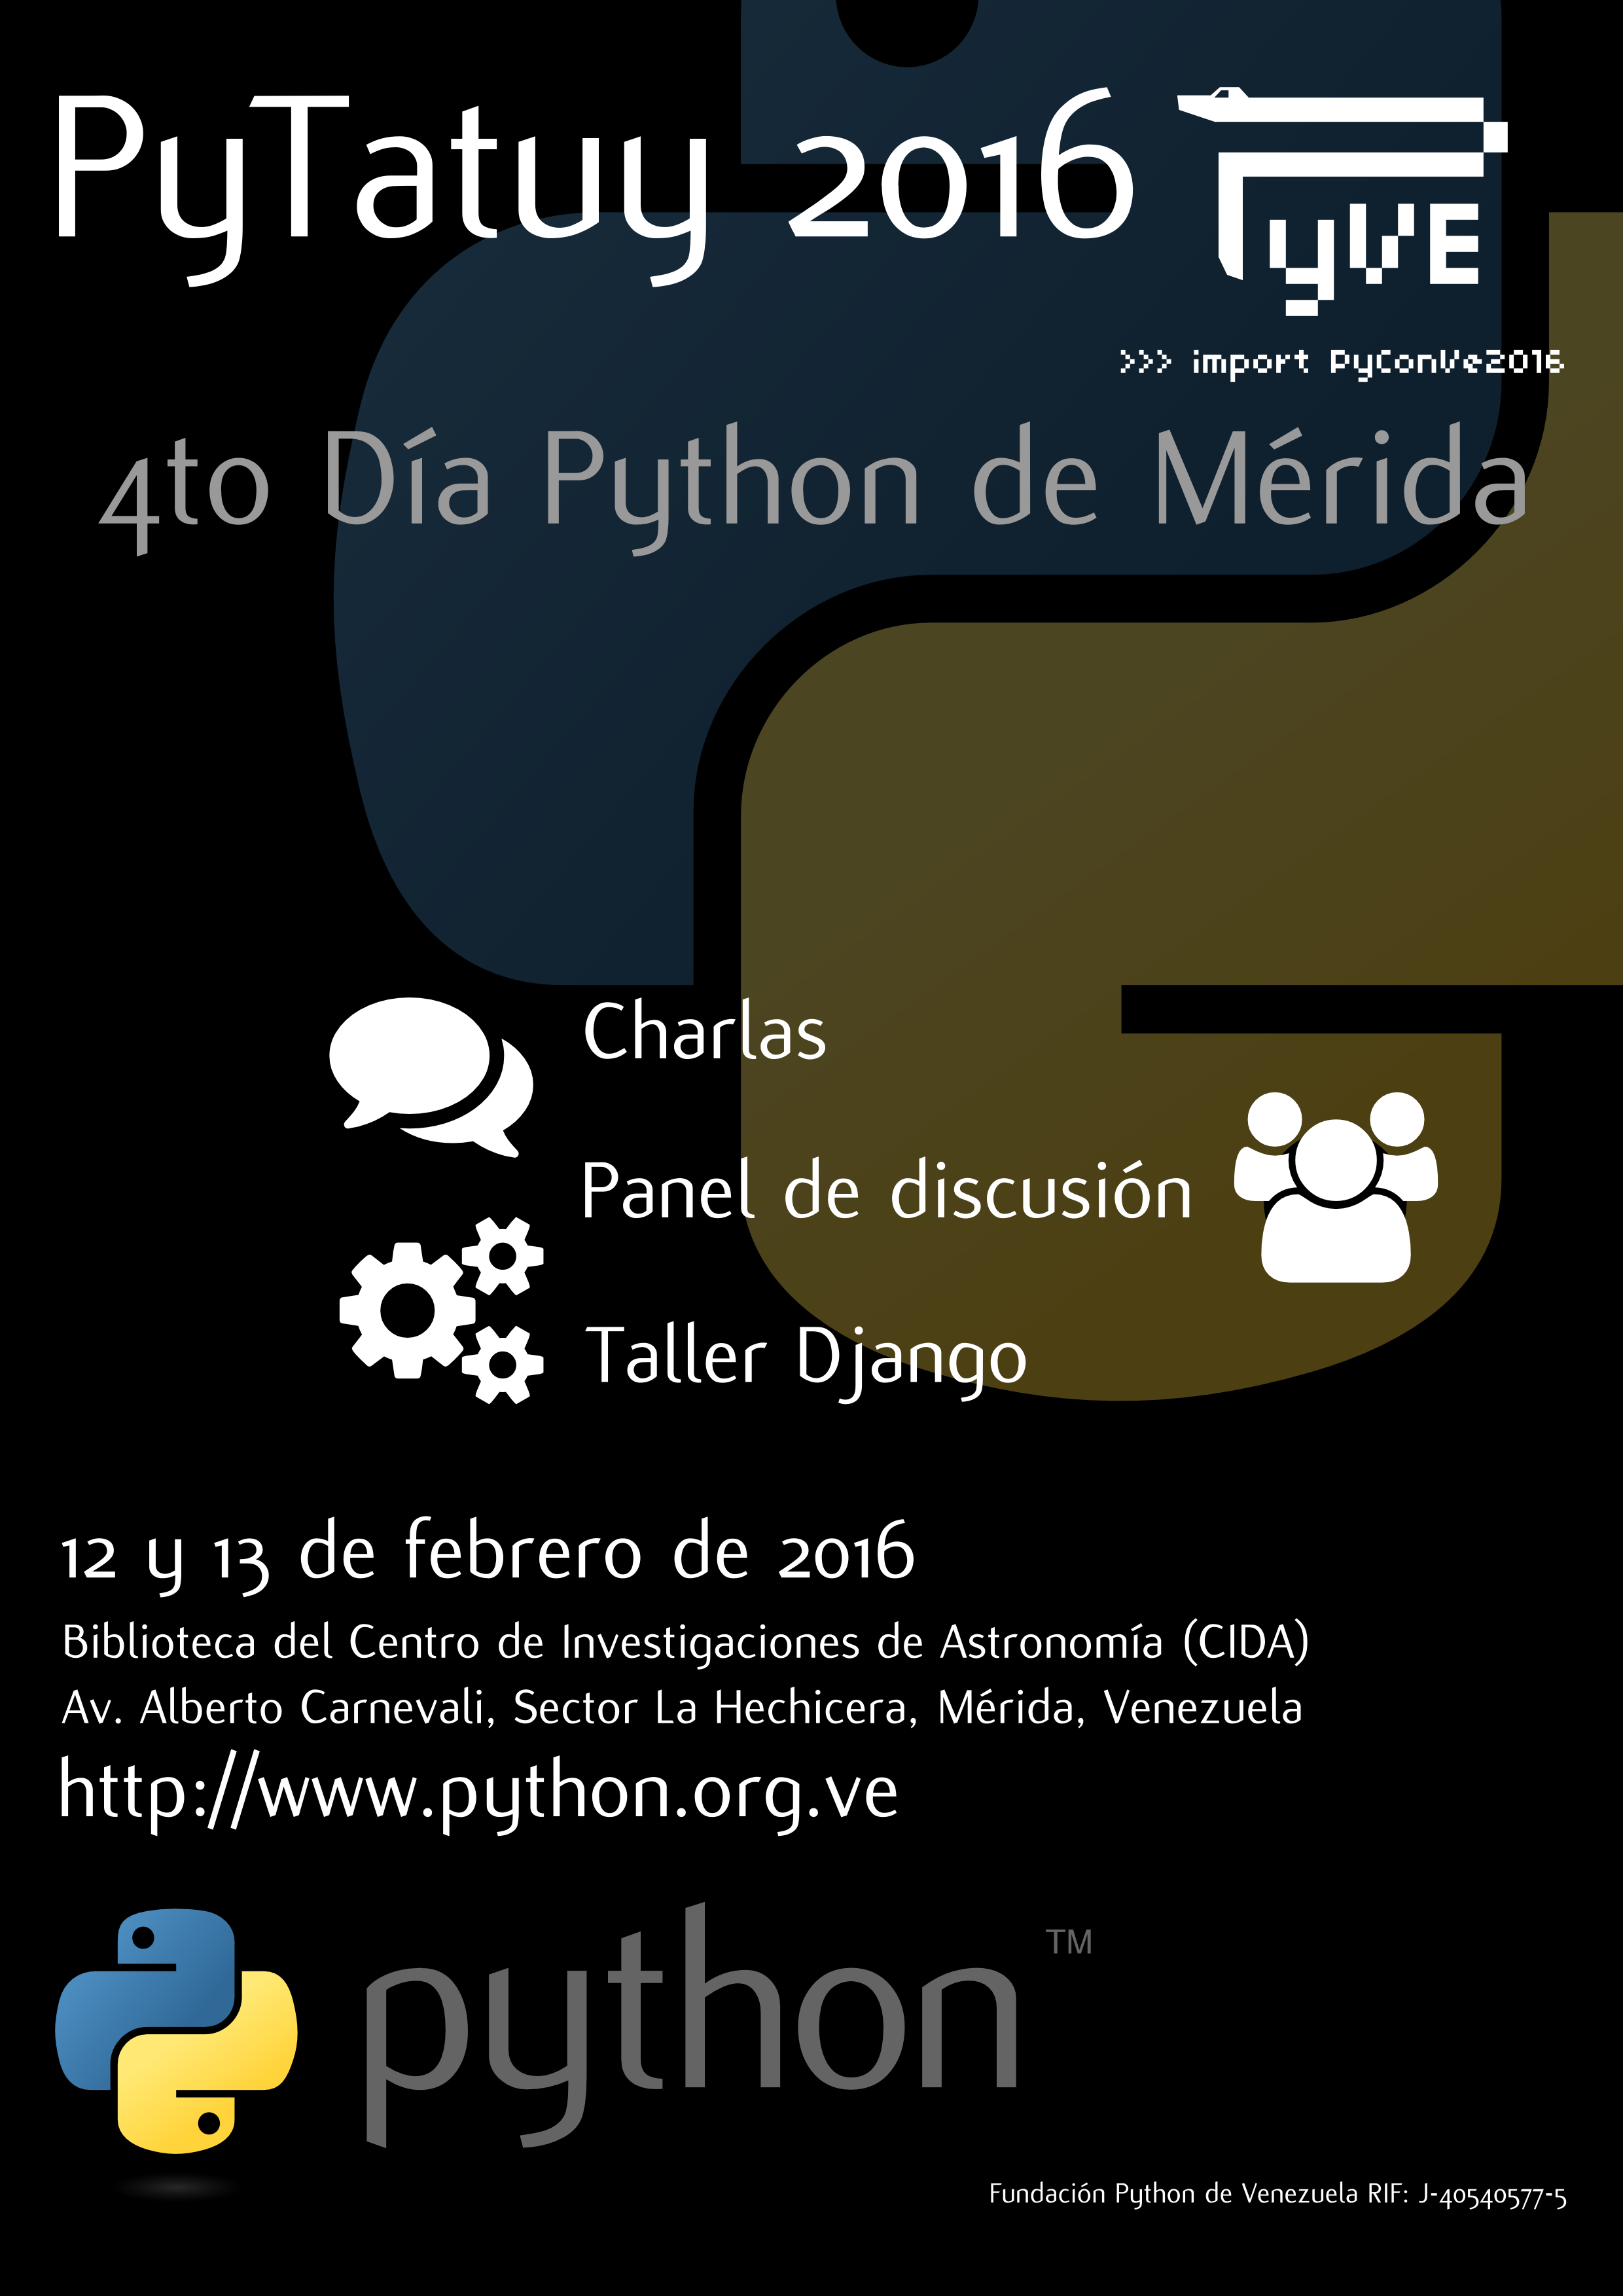 PyTatuy 2016
PyVE
>>> import PyConVe2016
4to Día Python de Mérida
Charlas
Panel de discusión
Taller Django
12 y 13 de febrero de 2016
Biblioteca del Centro de Investigaciones de Astronomía (CIDA)
Av. Alberto Carnevali, Sector La Hechicera, Mérida, Venezuela
http://www.python.org.ve
python TM
Fundación Python de Venezuela RIF: J-40540577-5